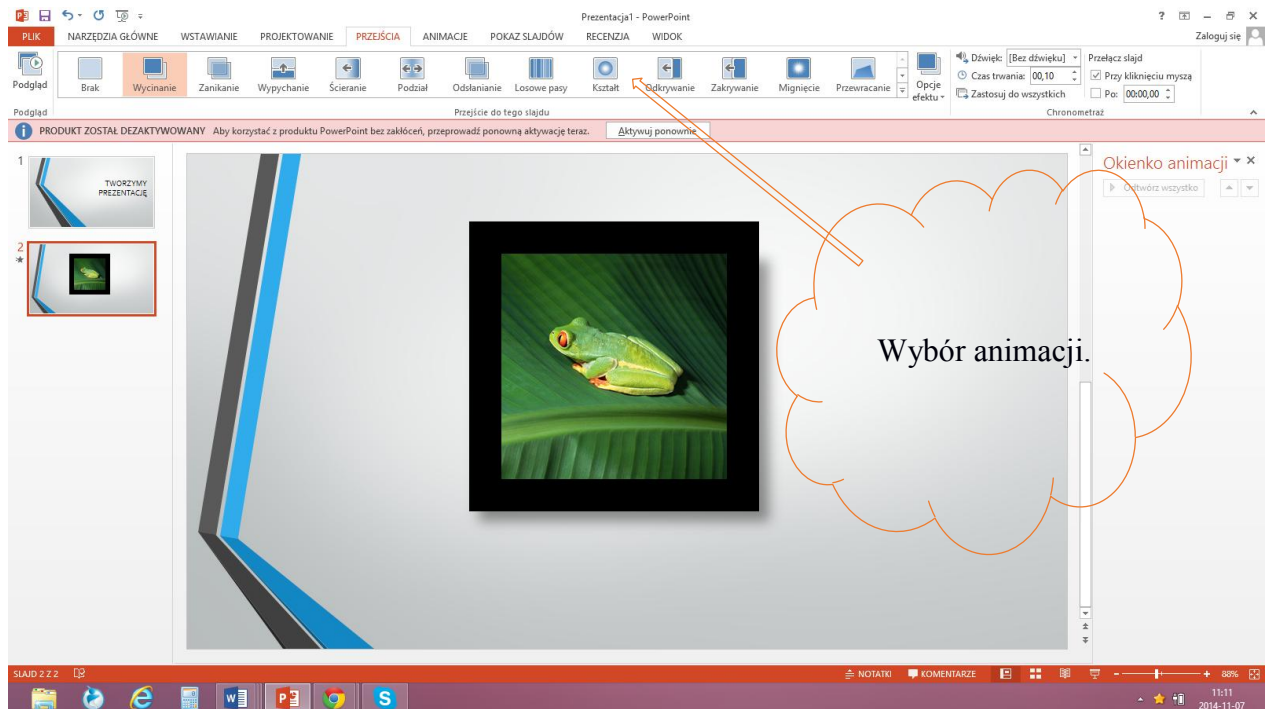 Prezentacja1 - PowerPoint
PLIK NARZĘDZIA GŁÓWNE WSTAWIANIE PROJEKTOWANIE PRZEJŚCIA ANIMACJE POKAZ SLAJDÓW RECENZJA WIDOK Zaloguj się
Podgląd
Brak Wycinanie Zanikanie Wypychanie Ścieranie Podział Odsłanianie Losowe pasy Kształt Odkrywanie Zakrywanie Mignięcie Przewracanie
Opcje efektu
Dźwięk: [Bez dźwięku]
Czas trwania: 00,10
Zastosuj do wszystkich
Przełącz slajd
Przy kliknięciu myszą
Po: 00:00,00
Podgląd Przejście do tego slajdu Chronometraż
PRODUKT ZOSTAŁ DEZAKTYWOWANY Aby korzystać z produktu PowerPoint bez zakłóceń, przeprowadź ponowną aktywację teraz. Aktywuj ponownie
1
TWORZYMY
PREZENTACJĘ
2
Okienko animacji
Odtwórz wszystko
Wybór animacji.
SLAJD 2 Z 2 NOTATKI KOMENTARZE 88%
11:11
2014-11-07